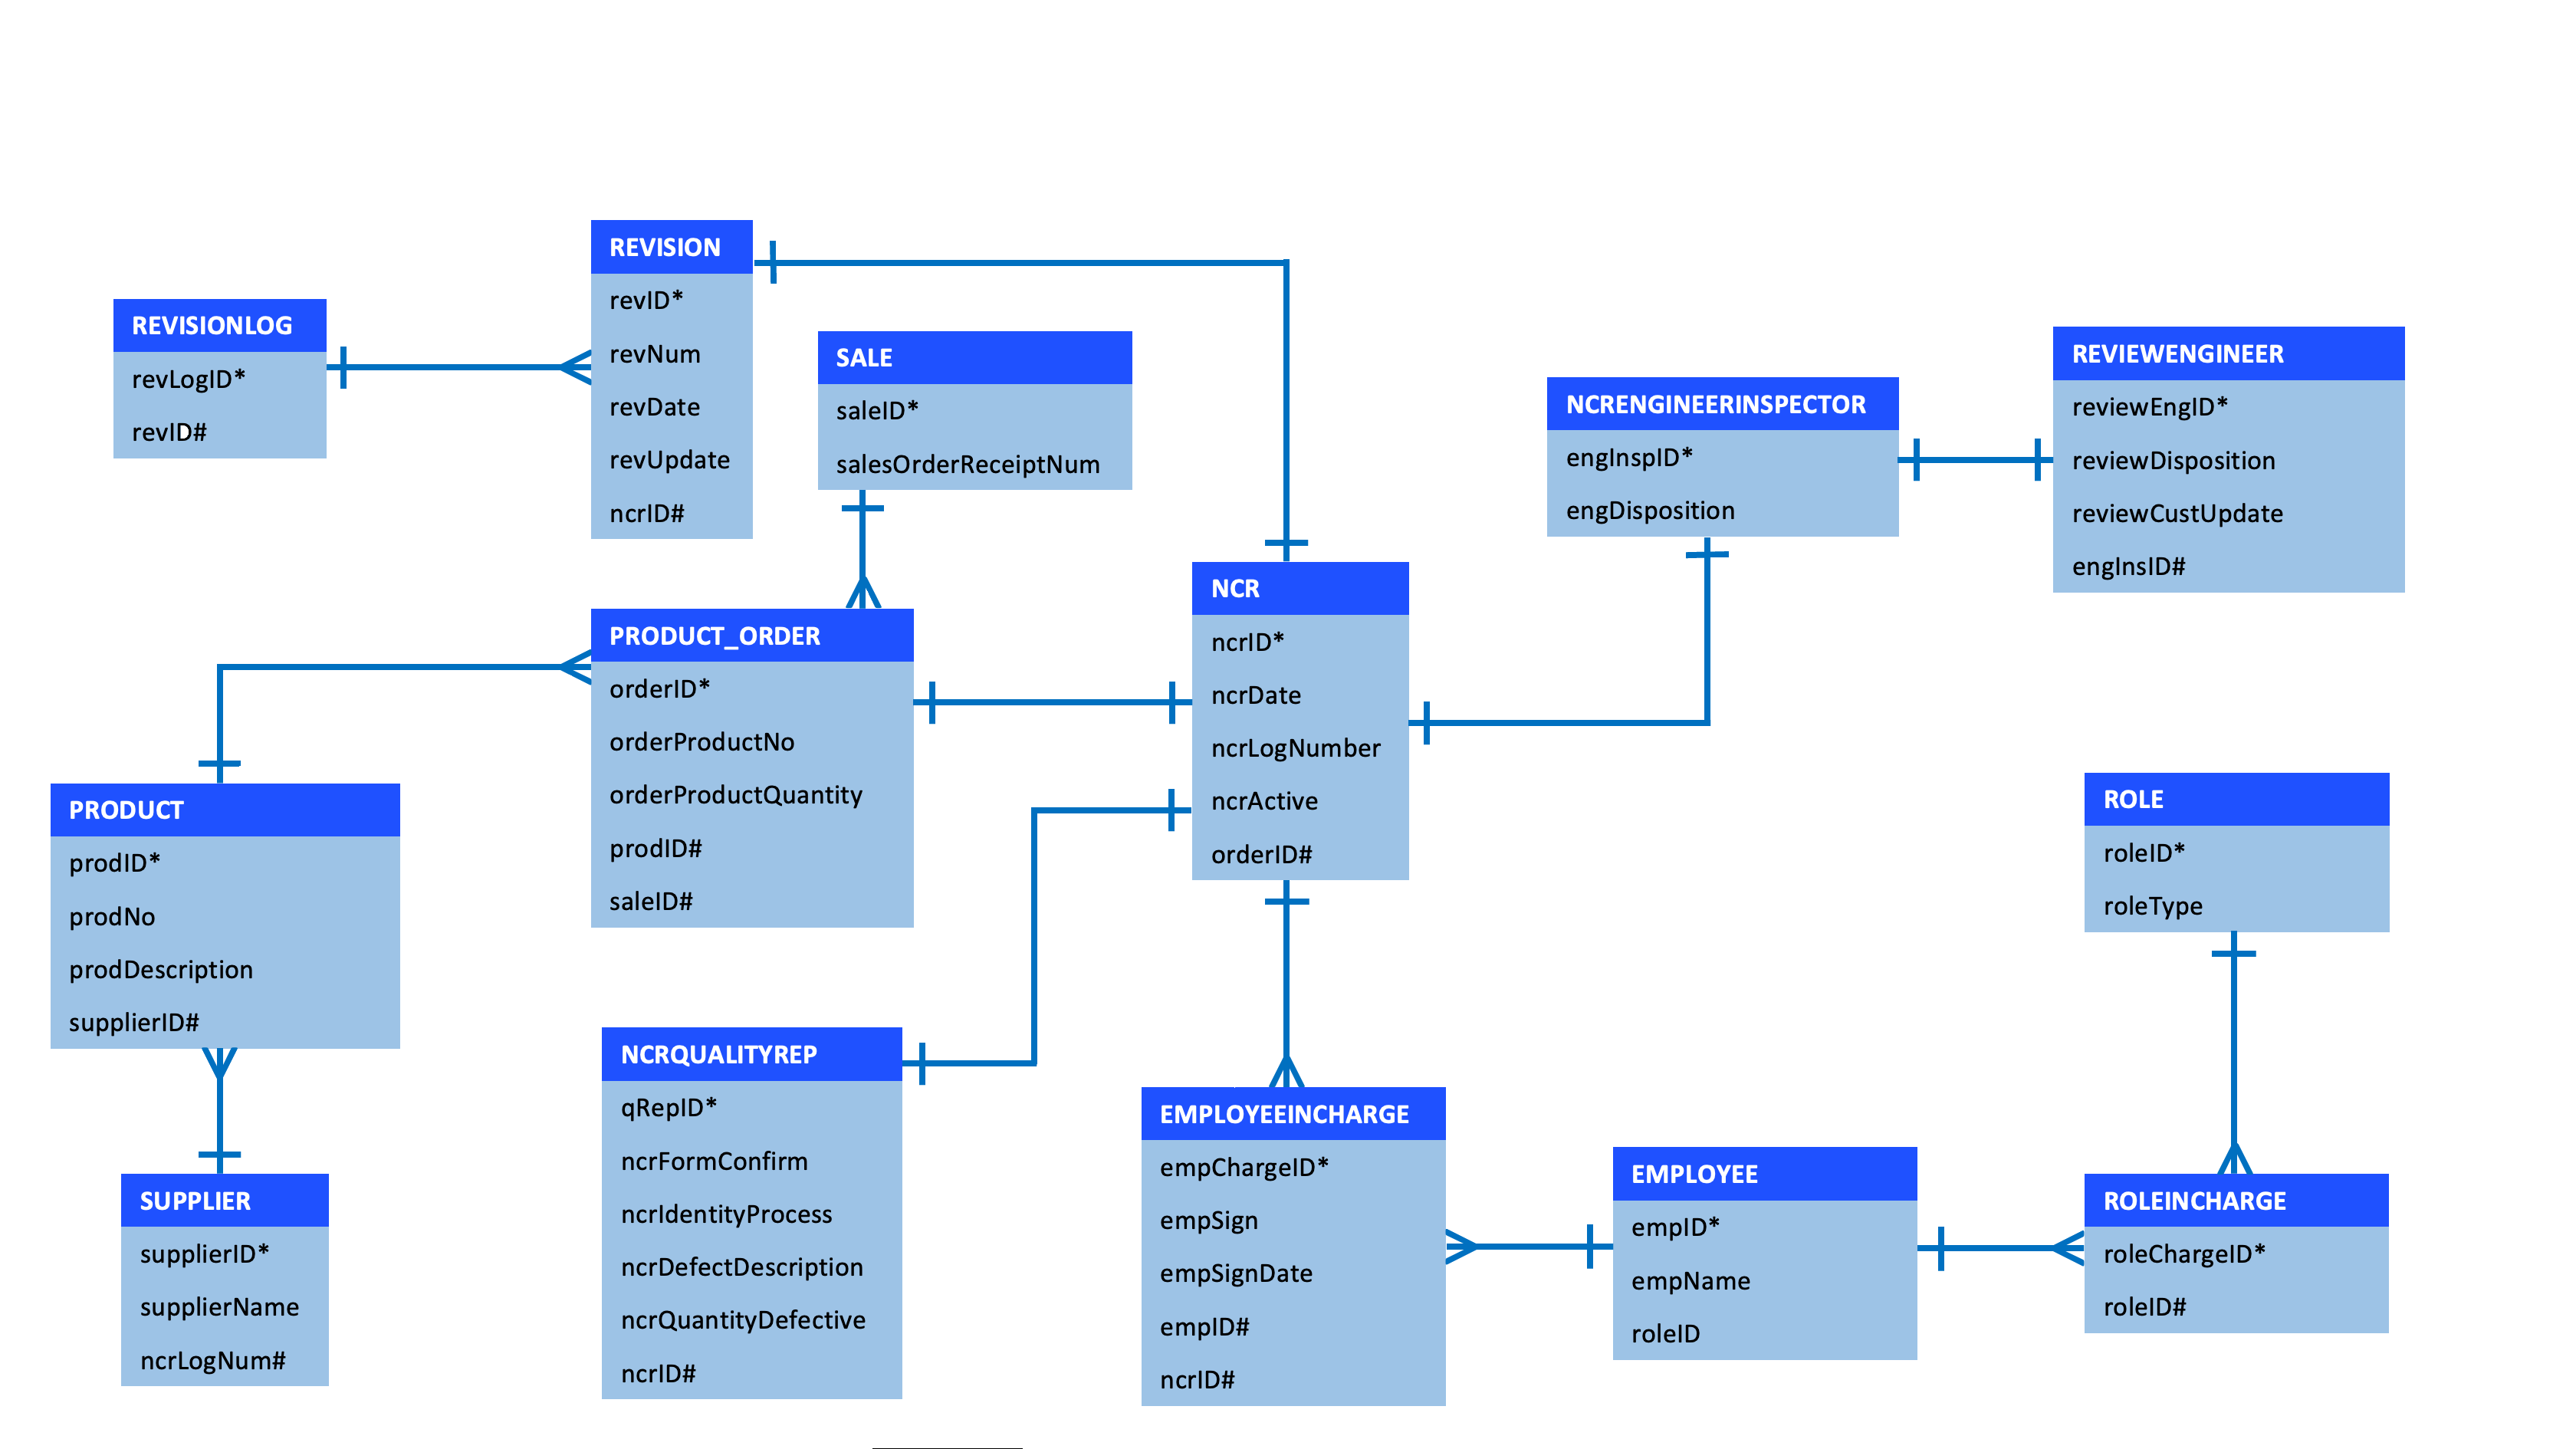 REVISION
revID*
revNum
revDate
revUpdate
ncrID#
REVISIONLOG
revLogID*
revID#
SALE
saleID*
salesOrderReceiptNum
NCRENGINEERINSPECTOR
engInspID*
engDisposition
REVIEWENGINEER
reviewEngID*
reviewDisposition
reviewCustUpdate
engInsID#
PRODUCT_ORDER
orderID*
orderProductNo
orderProductQuantity
prodID#
saleID#
NCR
ncrID*
ncrDate
ncrLogNumber
ncrActive
orderID#
PRODUCT
prodID*
prodNo
prodDescription
supplierID#
ROLE
roleID*
roleType
NCRQUALITYREP
qRepID*
ncrFormConfirm
ncrIdentityProcess
ncrDefectDescription
ncrQuantityDefective
ncrID#
EMPLOYEEINCHARGE
empChargeID*
empSign
empSignDate
empID#
ncrID#
EMPLOYEE
empID*
empName
roleID
ROLEINCHARGE
roleChargeID*
roleID#
SUPPLIER
supplierID*
supplierName
ncrLogNum#